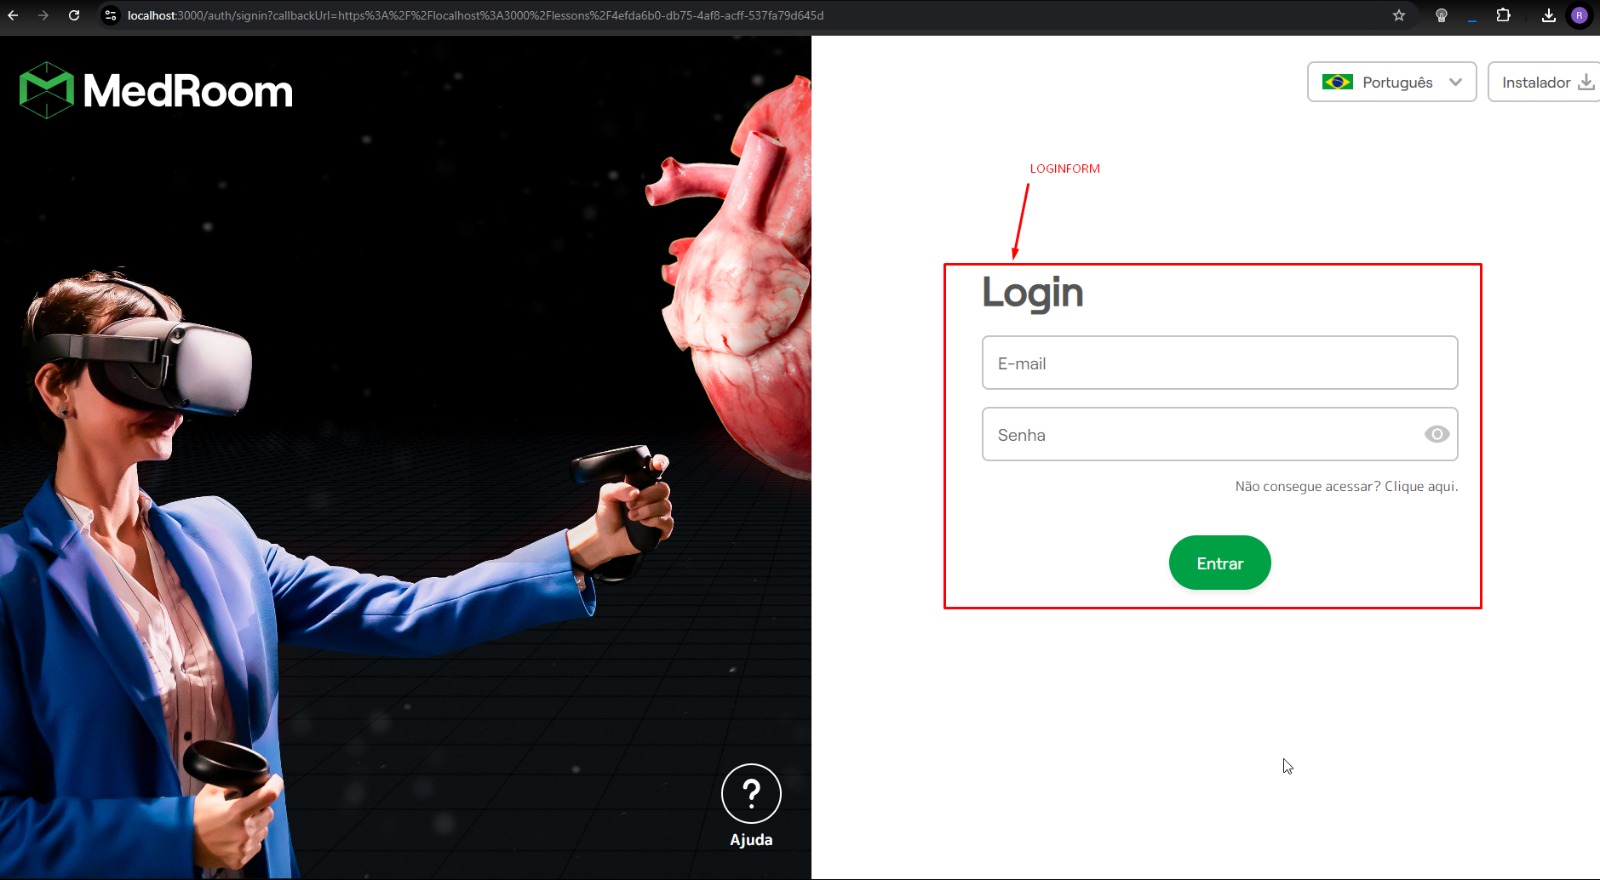 localhost:3000/auth/signin?callbackUrl=https%3A%2F%2Flocalhost%3A3000%2Flessons%2F4efda6b0-db75-4af8-acff-537fa79d645d
R
MedRoom
Português
Instalador
LOGINFORM
Login
E-mail
Senha
Não consegue acessar? Clique aqui.
Entrar
?
Ajuda